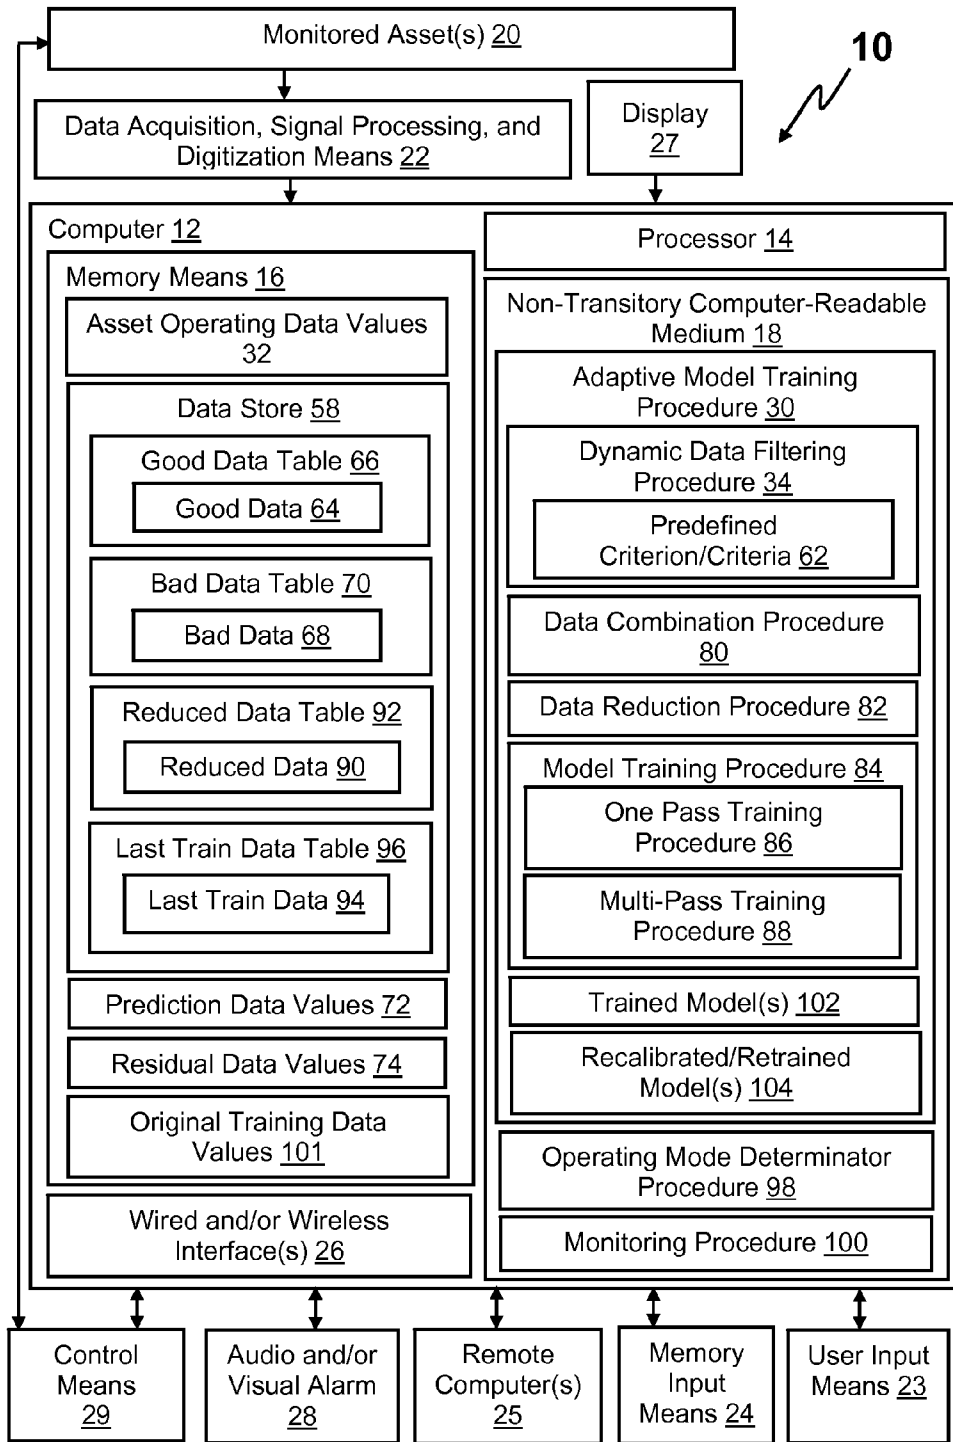 Monitored Asset(s) 20
10
Data Acquisition, Signal Processing, and
Digitization Means 22
Display
27
Computer 12
Memory Means 16
Asset Operating Data Values
32
Data Store 58
Good Data Table 66
Good Data 64
Bad Data Table 70
Bad Data 68
Reduced Data Table 92
Reduced Data 90
Last Train Data Table 96
Last Train Data 94
Prediction Data Values 72
Residual Data Values 74
Original Training Data
Values 101
Wired and/or Wireless
Interface(s) 26
Processor 14
Non-Transitory Computer-Readable
Medium 18
Adaptive Model Training
Procedure 30
Dynamic Data Filtering
Procedure 34
Predefined
Criterion/Criteria 62
Data Combination Procedure
80
Data Reduction Procedure 82
Model Training Procedure 84
One Pass Training
Procedure 86
Multi-Pass Training
Procedure 88
Trained Model(s) 102
Recalibrated/Retrained
Model(s) 104
Operating Mode Determinator
Procedure 98
Monitoring Procedure 100
Control
Means
29
Audio and/or
Visual Alarm
28
Remote
Computer(s)
25
Memory
Input
Means 24
User Input
Means 23